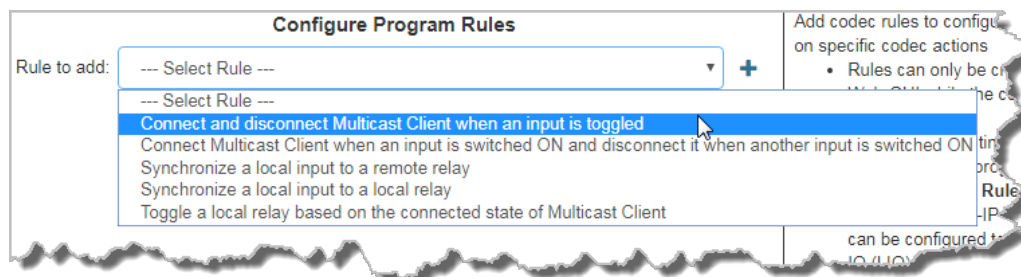 Configure Program Rules
Rule to add:
--- Select Rule ---
--- Select Rule ---
Connect and disconnect Multicast Client when an input is toggled
Connect Multicast Client when an input is switched ON and disconnect it when another input is switched ON
Synchronize a local input to a remote relay
Synchronize a local input to a local relay
Toggle a local relay based on the connected state of Multicast Client
Add codec rules to
on specific codec actions
• Rules can only be
the
Rule
can be configured